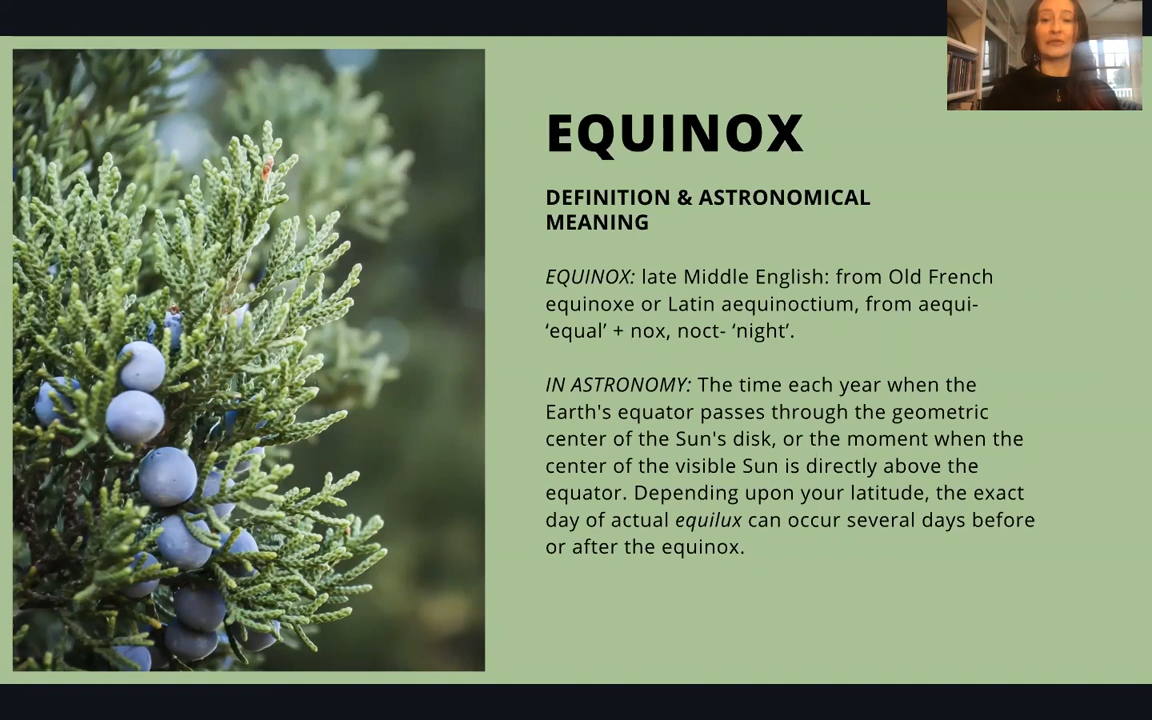 EQUINOX
DEFINITION & ASTRONOMICAL
MEANING
EQUINOX: late Middle English: from Old French
equinoxe or Latin aequinoctium, from aequi-
‘equal’ + nox, noct- ‘night’.
IN ASTRONOMY: The time each year when the
Earth's equator passes through the geometric
center of the Sun's disk, or the moment when the
center of the visible Sun is directly above the
equator. Depending upon your latitude, the exact
day of actual equilux can occur several days before
or after the equinox.